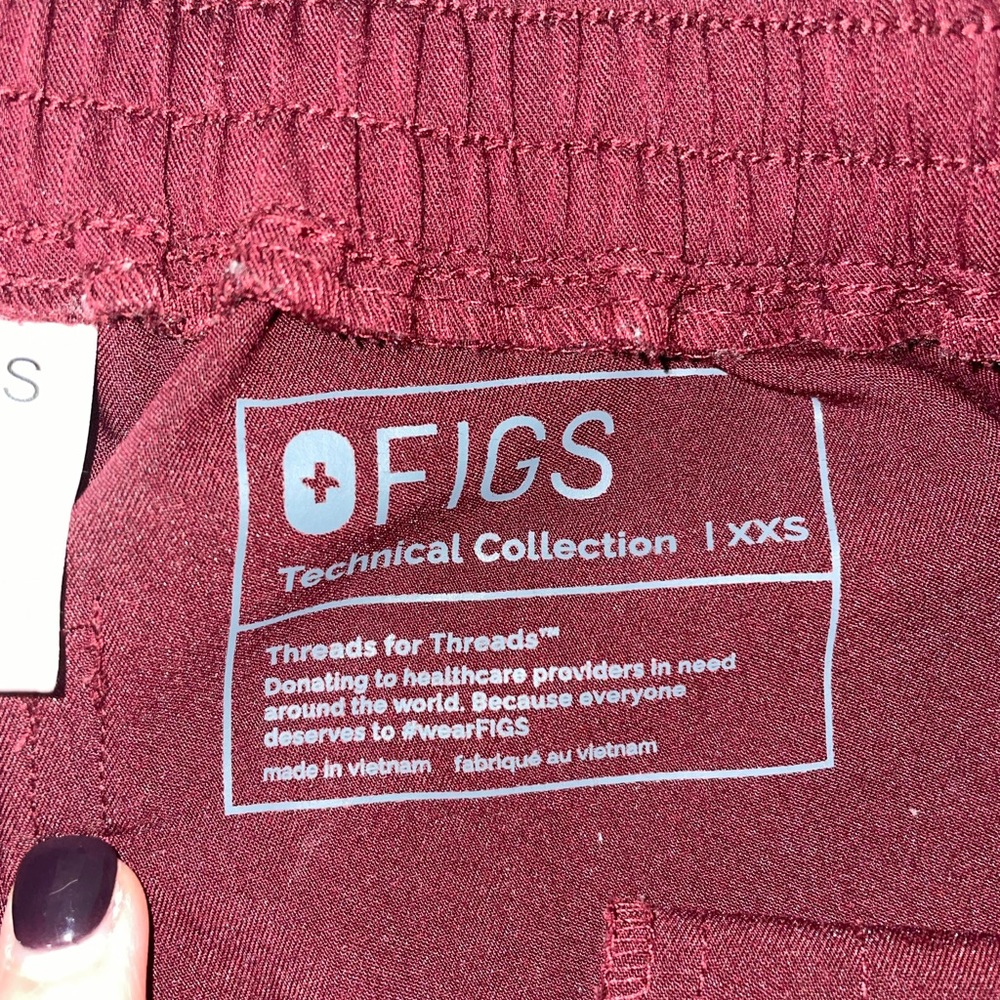 S
FIGS
Technical Collection | XXS
Threads for Threads™
Donating to healthcare providers in need
around the world. Because everyone
deserves to #wearFIGS
made in vietnam fabriqué au vietnam